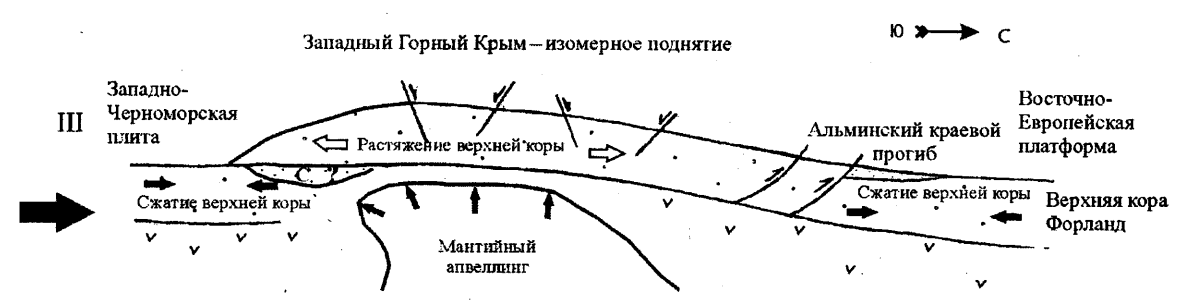 Западный Горный Крым – изомерное поднятие
Ю С
III
Западно-
Черноморская
плита
Растяжение верхней коры
Альминский краевой
прогиб
Восточно-
Европейская
платформа
Сжатие верхней коры
Сжатие верхней коры
Верхняя кора
Форланд
Мантийный
апвеллинг